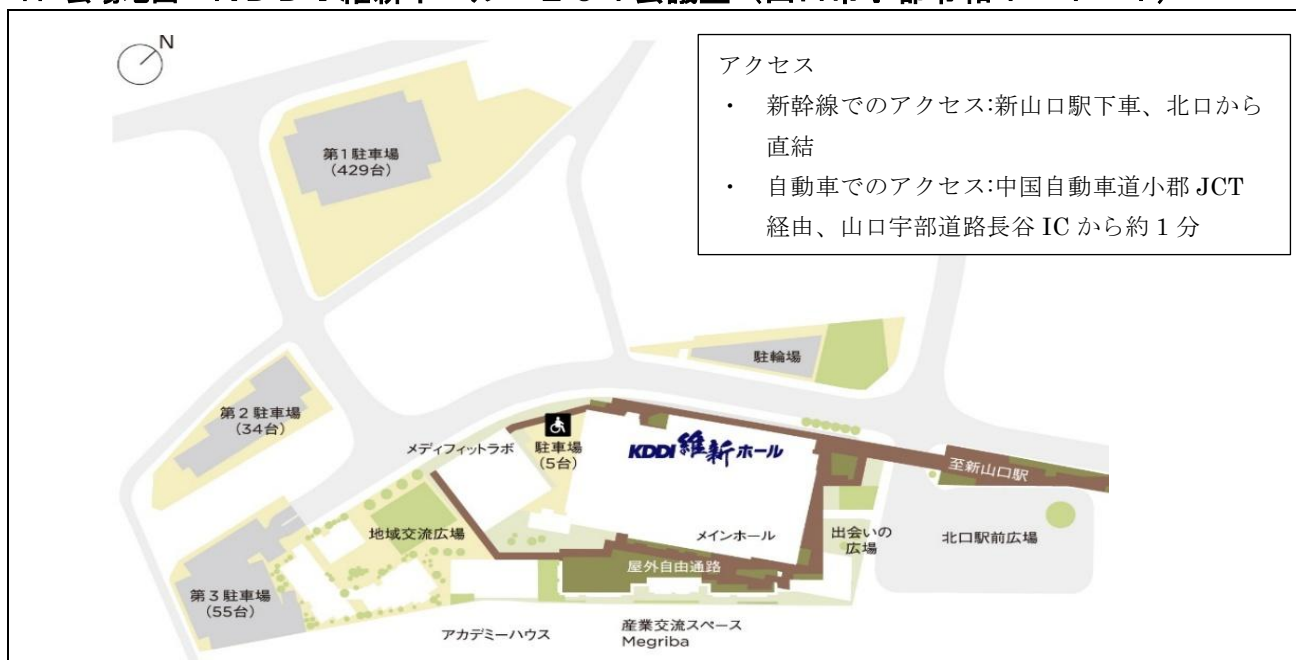 N
アクセス
・ 新幹線でのアクセス:新山口駅下車、北口から
直結
・ 自動車でのアクセス:中国自動車道小郡 JCT
経由、山口宇部道路長谷 IC から約 1 分
第1駐車場
(429台)
駐輪場
第2駐車場
(34台)
メディフィットラボ
駐車場
(5台)
KDDI維新ホール
至新山口駅
地域交流広場
メインホール
出会いの
広場
北口駅前広場
屋外自由通路
第3駐車場
(55台)
アカデミーハウス
産業交流スペース
Megriba